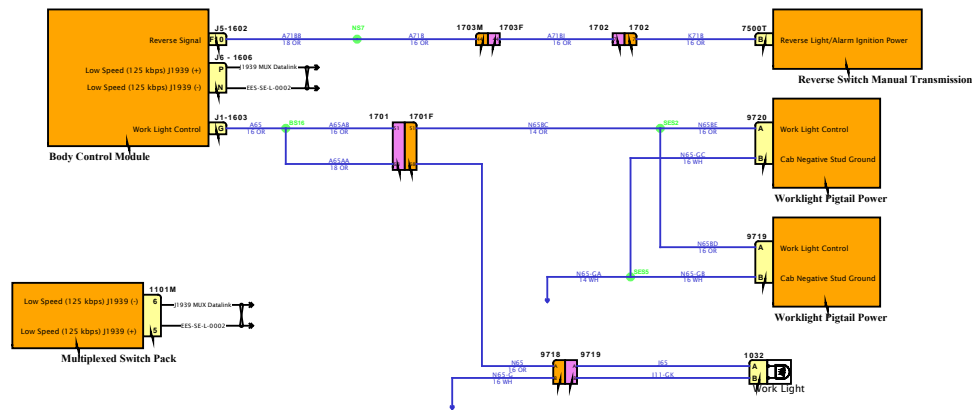 J5-1602
Reverse Signal
F 0
A718B
18 OR
N57
A718
16 OR
1703M 1703F
A718J
16 OR
1702 1702
K718
16 OR
7500T
B
Reverse Light/Alarm Ignition Power
Reverse Switch Manual Transmission
J6 - 1606
Low Speed (125 kbps) J1939 (+)
P
J1939 MUX Datalink
Low Speed (125 kbps) J1939 (-)
N
EES-SE-L-0002
J1-1603
Work Light Control
G
A65
16 OR
A65AB
16 OR
A65AA
18 OR
1701 1701F
Body Control Module
N65BC
14 OR
N65BE
16 OR
9720
A
Work Light Control
N65-GC
16 WH
B
Cab Negative Stud Ground
Worklight Pigtail Power
9719
N65BD
16 OR
A
Work Light Control
N65-GA
14 WH
N65-GB
16 WH
B
Cab Negative Stud Ground
Worklight Pigtail Power
1101M
Low Speed (125 kbps) J1939 (-)
6
J1939 MUX Datalink
Low Speed (125 kbps) J1939 (+)
5
EES-SE-L-0002
Multiplexed Switch Pack
9718 9719
N65
16 OR
N65-G
16 WH
I65
J11-GK
1032
A
B
Work Light